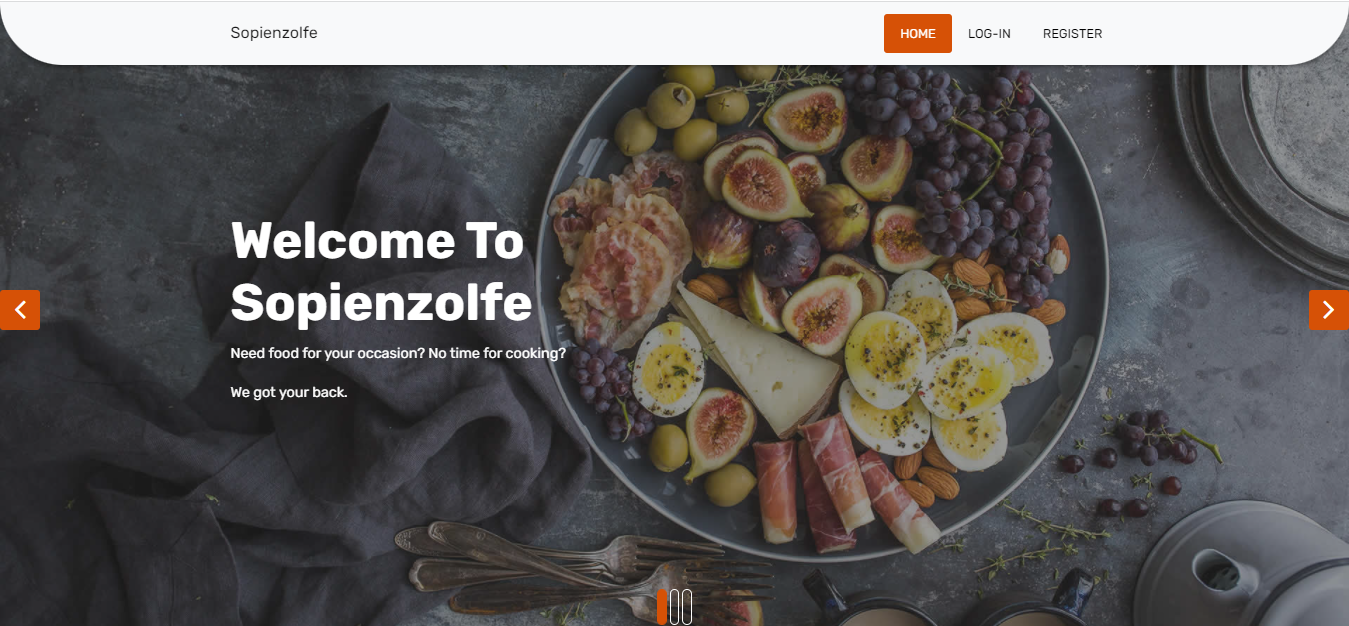 Sopienzolfe
HOME LOG-IN REGISTER
Welcome To
Sopienzolfe
Need food for your occasion? No time for cooking?
We got your back.